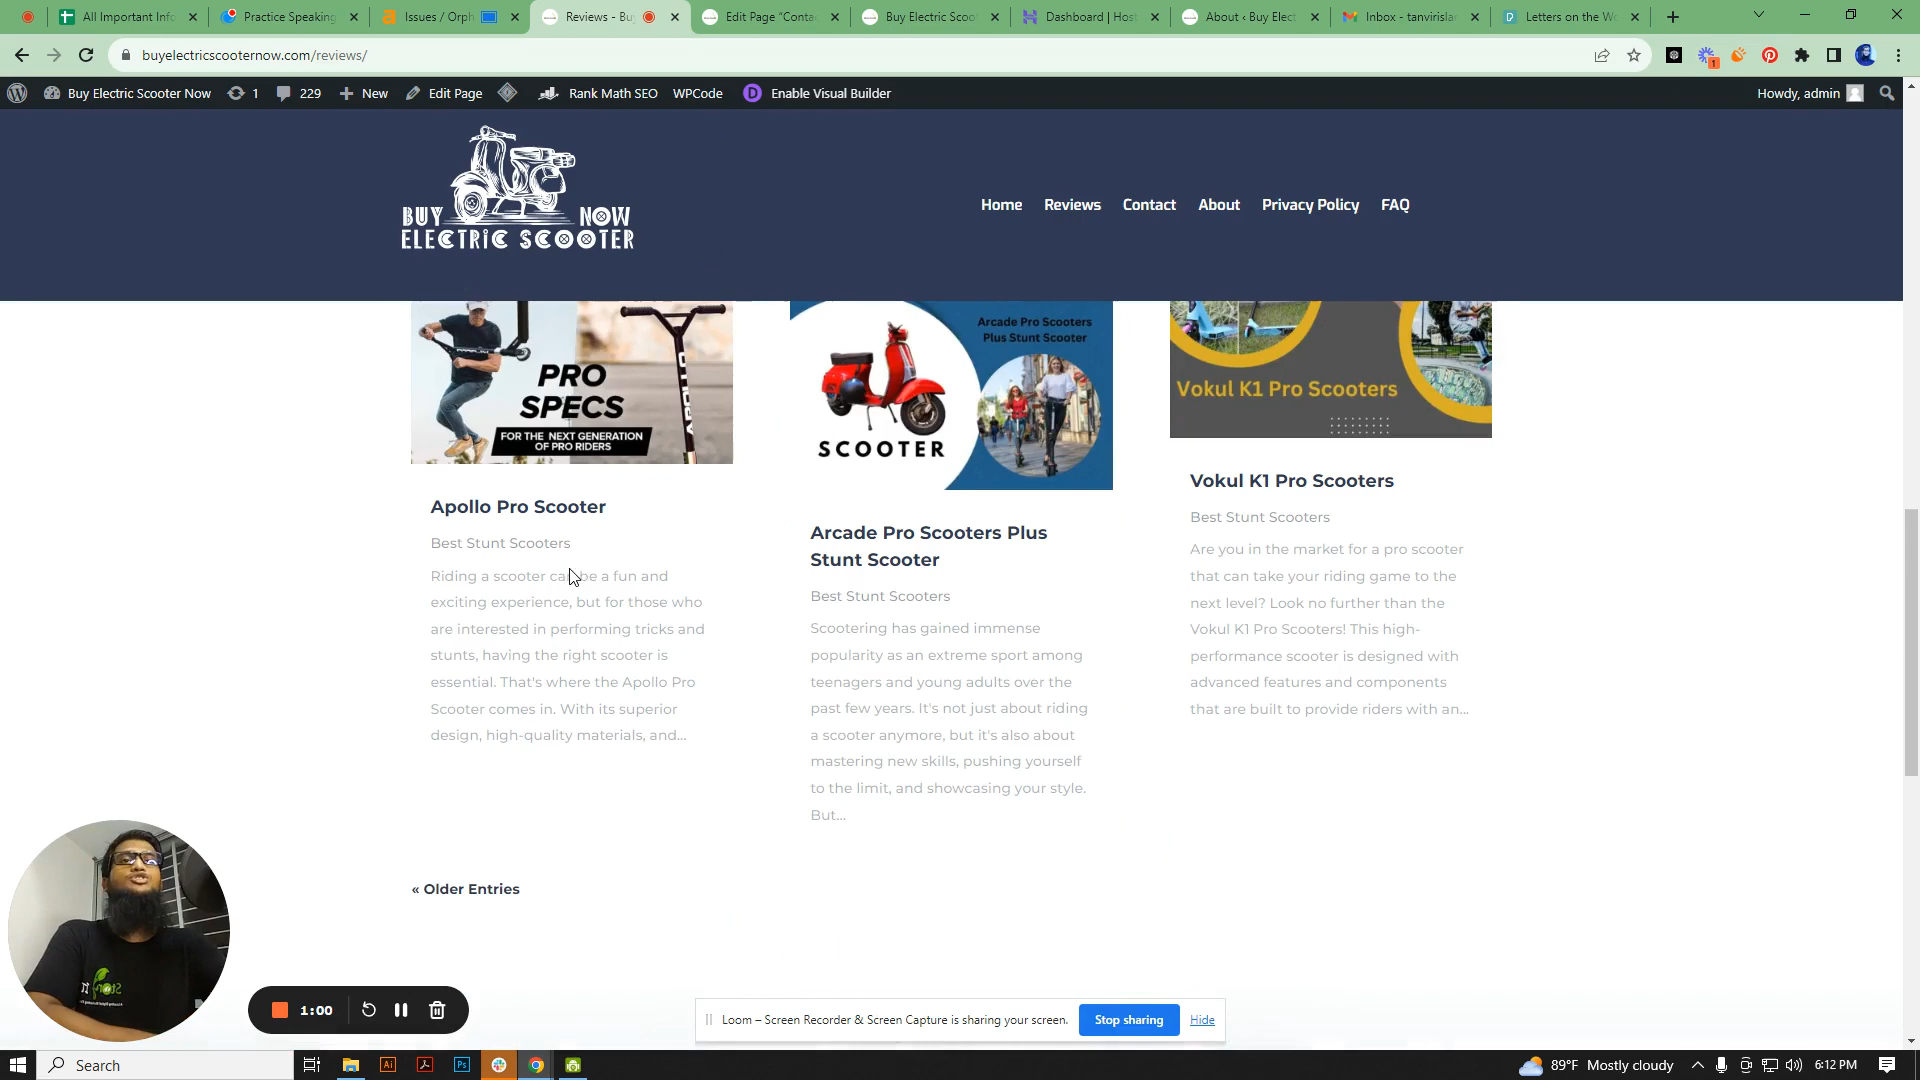 All Important Info
Practice Speaking
Issues / Orph
Reviews - Bu
Edit Page "Conta
Buy Electric Scoo
Dashboard | Host
About ‹ Buy Elect
Inbox - tanvirislam
Letters on the Wo
buyelectricscooternow.com/reviews/
Buy Electric Scooter Now
1
229
New
Edit Page
Rank Math SEO
WPCode
Enable Visual Builder
Howdy, admin
BUY NOW
ELECTRIC SCOOTER
Home
Reviews
Contact
About
Privacy Policy
FAQ
PRO
SPECS
FOR THE NEXT GENERATION
OF PRO RIDERS
Apollo Pro Scooter
Best Stunt Scooters
Riding a scooter can be a fun and
exciting experience, but for those who
are interested in performing tricks and
stunts, having the right scooter is
essential. That's where the Apollo Pro
Scooter comes in. With its superior
design, high-quality materials, and...
Arcade Pro Scooters
Plus Stunt Scooter
SCOOTER
Arcade Pro Scooters Plus
Stunt Scooter
Best Stunt Scooters
Scootering has gained immense
popularity as an extreme sport among
teenagers and young adults over the
past few years. It's not just about riding
a scooter anymore, but it's also about
mastering new skills, pushing yourself
to the limit, and showcasing your style.
But...
Vokul K1 Pro Scooters
Vokul K1 Pro Scooters
Best Stunt Scooters
Are you in the market for a pro scooter
that can take your riding game to the
next level? Look no further than the
Vokul K1 Pro Scooters! This high-
performance scooter is designed with
advanced features and components
that are built to provide riders with an...
« Older Entries
1:00
Loom – Screen Recorder & Screen Capture is sharing your screen.
Stop sharing
Hide
Search
89°F Mostly cloudy
6:12 PM